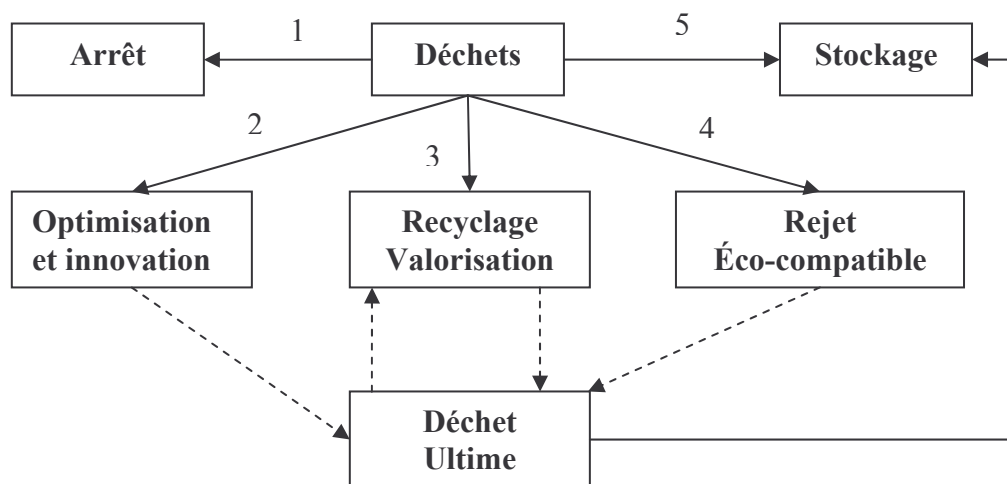 1
5
Arrêt
Déchets
Stockage
2
3
4
Optimisation
et innovation
Recyclage
Valorisation
Rejet
Éco-compatible
Déchet
Ultime